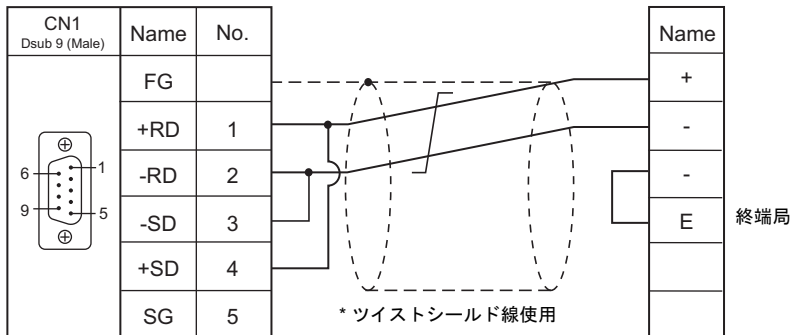 CN1
Dsub 9 (Male)
Name
No.
Name
FG
+
+RD
1
-
-RD
2
-
-SD
3
E
終端局
+SD
4
SG
5
6
1
9
5
* ツイストシールド線使用